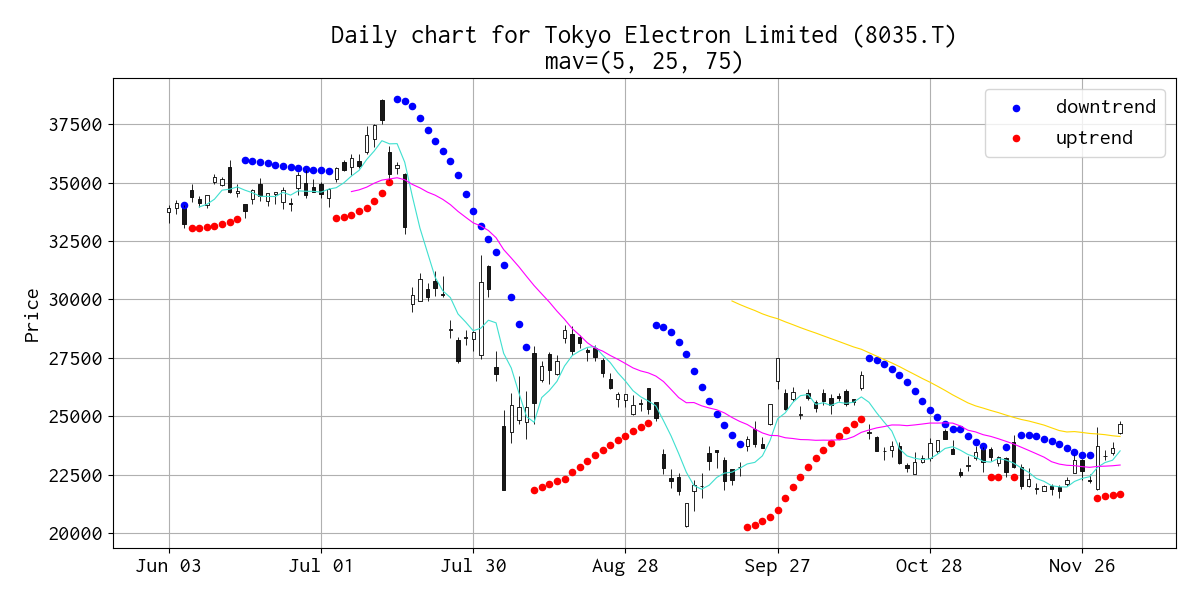 Daily chart for Tokyo Electron Limited (8035.T)
mav=(5, 25, 75)
downtrend
uptrend
Price
37500
35000
32500
30000
27500
25000
22500
20000
Jun 03
Jul 01
Jul 30
Aug 28
Sep 27
Oct 28
Nov 26